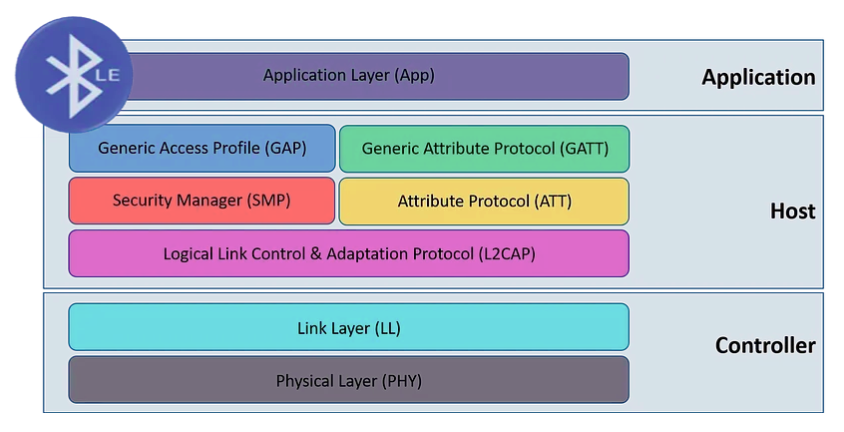 LE
Application Layer (App)
Application
Generic Access Profile (GAP)
Generic Attribute Protocol (GATT)
Security Manager (SMP)
Attribute Protocol (ATT)
Host
Logical Link Control & Adaptation Protocol (L2CAP)
Link Layer (LL)
Controller
Physical Layer (PHY)